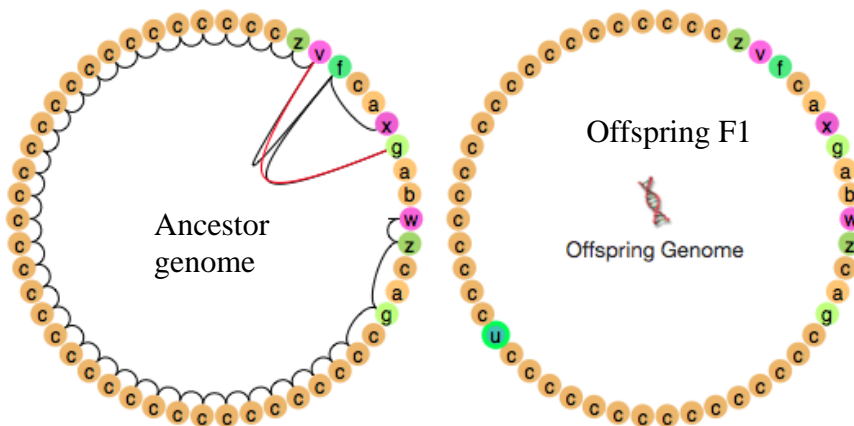 w z c a g c c c c c c c c c c c c c c c c c c c c c c c c c c c c c c c c c c c c z v f c a x g a b
Ancestor
genome
w z c a g c c c c c c c c c c c c c c c u c c c c c c c c c c c c c c c c c c c c z v f c a x g a b
Offspring F1
Offspring Genome